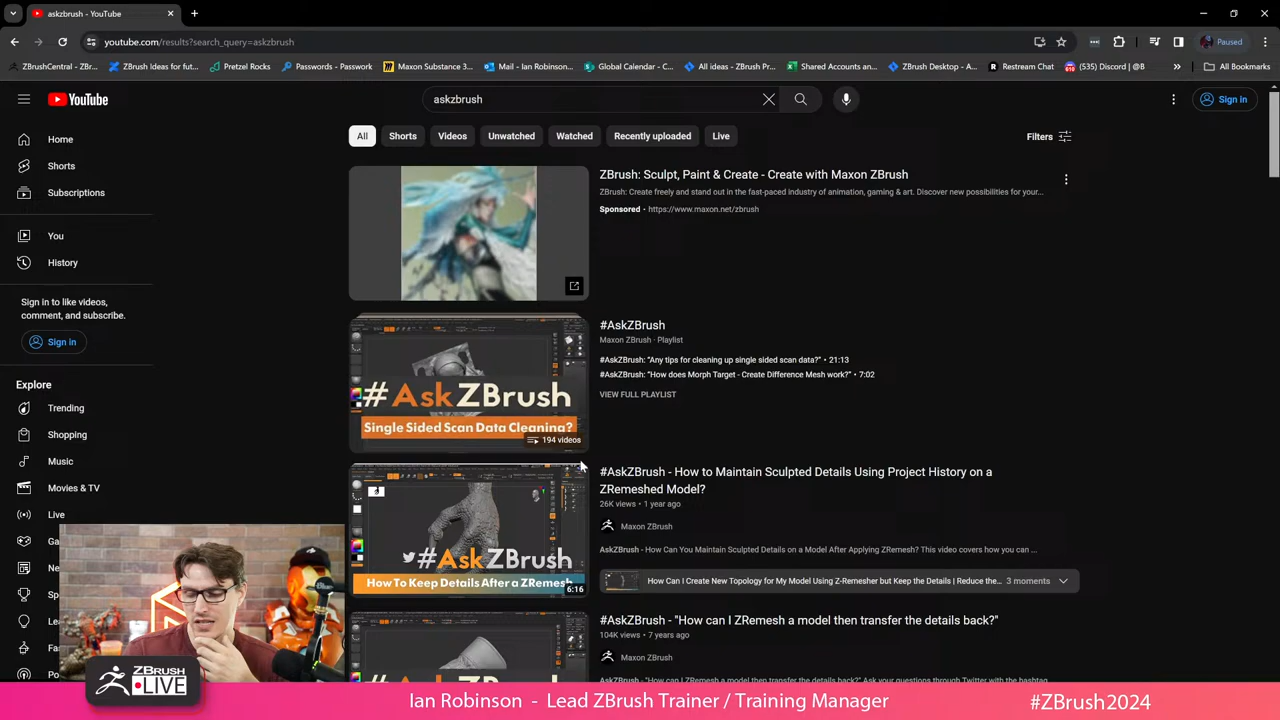 askzbrush - YouTube
youtube.com/results?search_query=askzbrush
Paused
ZBrushCentral - ZBr...
ZBrush Ideas for fut...
Pretzel Rocks
Passwords - Passwork
Maxon Substance 3...
Mail - Ian Robinson...
Global Calendar - C...
All ideas - ZBrush Pr...
Shared Accounts an...
ZBrush Desktop - A...
Restream Chat
(535) Discord | @B
All Bookmarks
YouTube
askzbrush
Sign in
All
Shorts
Videos
Unwatched
Watched
Recently uploaded
Live
Filters
Home
Shorts
Subscriptions
You
History
Sign in to like videos,
comment, and subscribe.
Sign in
Explore
Trending
Shopping
Music
Movies & TV
Live
ZBrush: Sculpt, Paint & Create - Create with Maxon ZBrush
ZBrush: Create freely and stand out in the fast-paced industry of animation, gaming & art. Discover new possibilities for your...
Sponsored • https://www.maxon.net/zbrush
#AskZBrush
Single Sided Scan Data Cleaning?
194 videos
#AskZBrush
Maxon ZBrush • Playlist
#AskZBrush: "Any tips for cleaning up single sided scan data?" • 21:13
#AskZBrush: "How does Morph Target - Create Difference Mesh work?" • 7:02
VIEW FULL PLAYLIST
#AskZBrush
How To Keep Details After a ZRemesh
6:16
#AskZBrush - How to Maintain Sculpted Details Using Project History on a
ZRemeshed Model?
26K views • 1 year ago
Maxon ZBrush
AskZBrush - How Can You Maintain Sculpted Details on a Model After Applying ZRemesh? This video covers how you can ...
How Can I Create New Topology for My Model Using Z-Remesher but Keep the Details | Reduce the...
3 moments
#AskZBrush - "How can I ZRemesh a model then transfer the details back?"
104K views • 7 years ago
Maxon ZBrush
ZBRUSH
LIVE
Ian Robinson - Lead ZBrush Trainer / Training Manager
#ZBrush2024